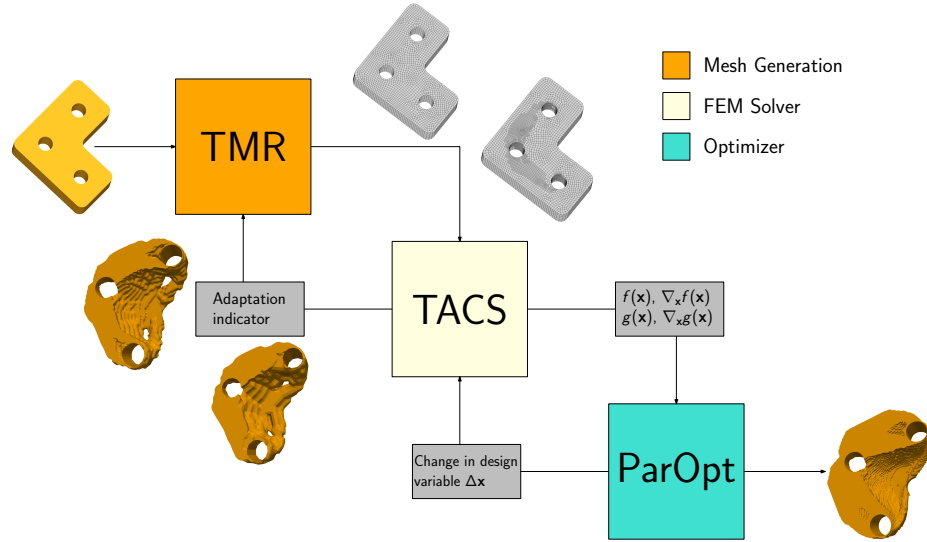 Mesh Generation
FEM Solver
Optimizer
TMR
Adaptation
indicator
TACS
f(𝐱), ∇𝐱f(𝐱)
g(𝐱), ∇𝐱g(𝐱)
Change in design
variable Δ𝐱
ParOpt